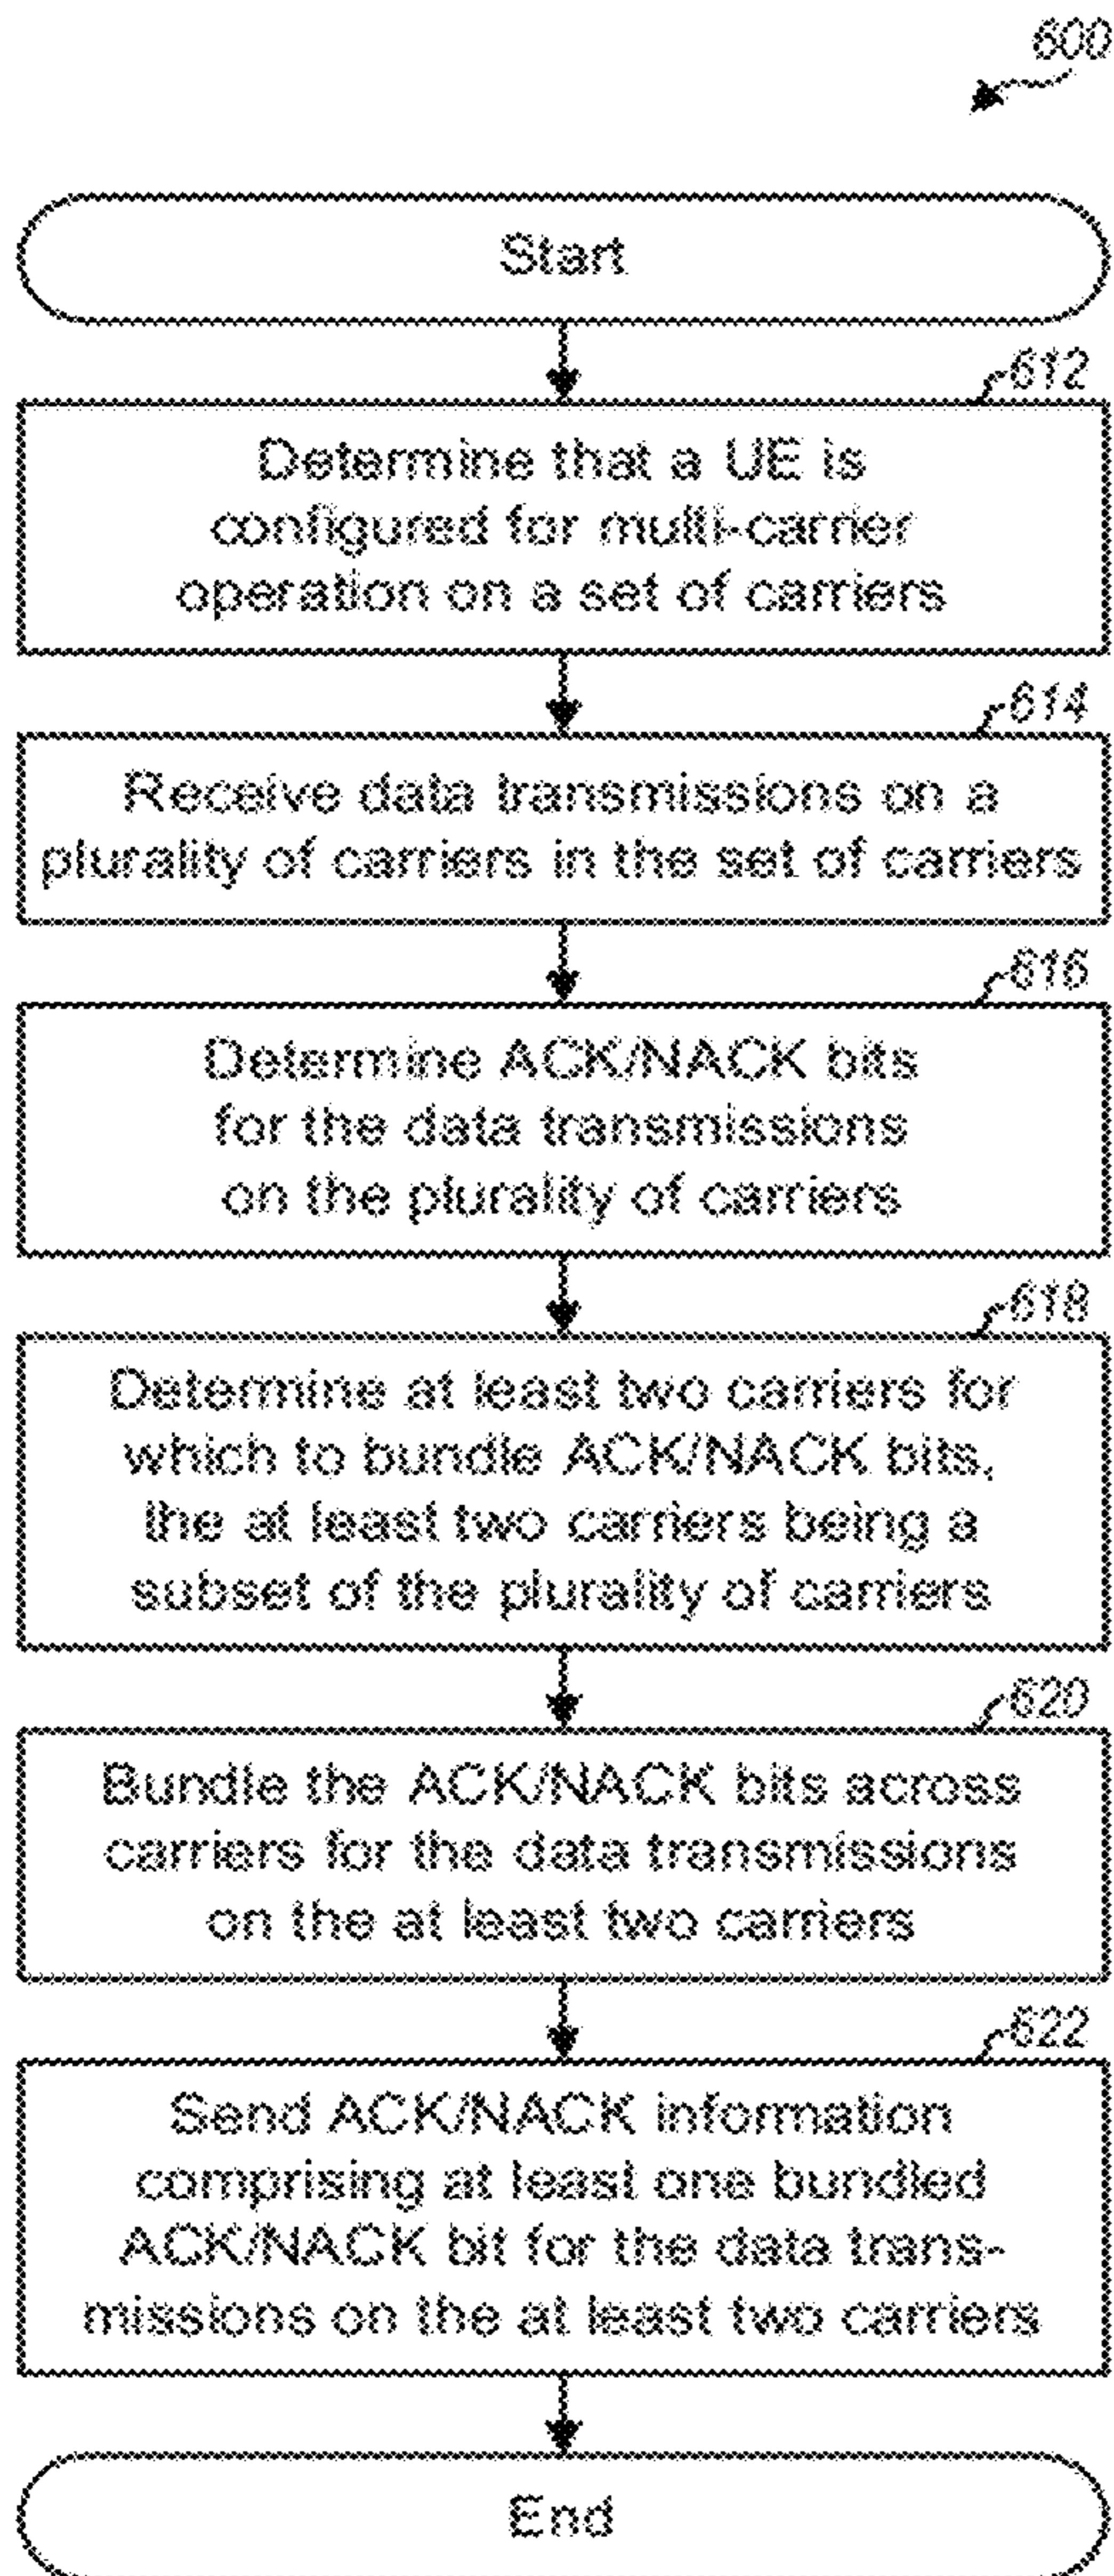 600
Start
612
Determine that a UE is
configured for multi-carrier
operation on a set of carriers
614
Receive data transmissions on a
plurality of carriers in the set of carriers
616
Determine ACK/NACK bits
for the data transmissions
on the plurality of carriers
618
Determine at least two carriers for
which to bundle ACK/NACK bits,
the at least two carriers being a
subset of the plurality of carriers
620
Bundle the ACK/NACK bits across
carriers for the data transmissions
on the at least two carriers
622
Send ACK/NACK information
comprising at least one bundled
ACK/NACK bit for the data trans-
missions on the at least two carriers
End